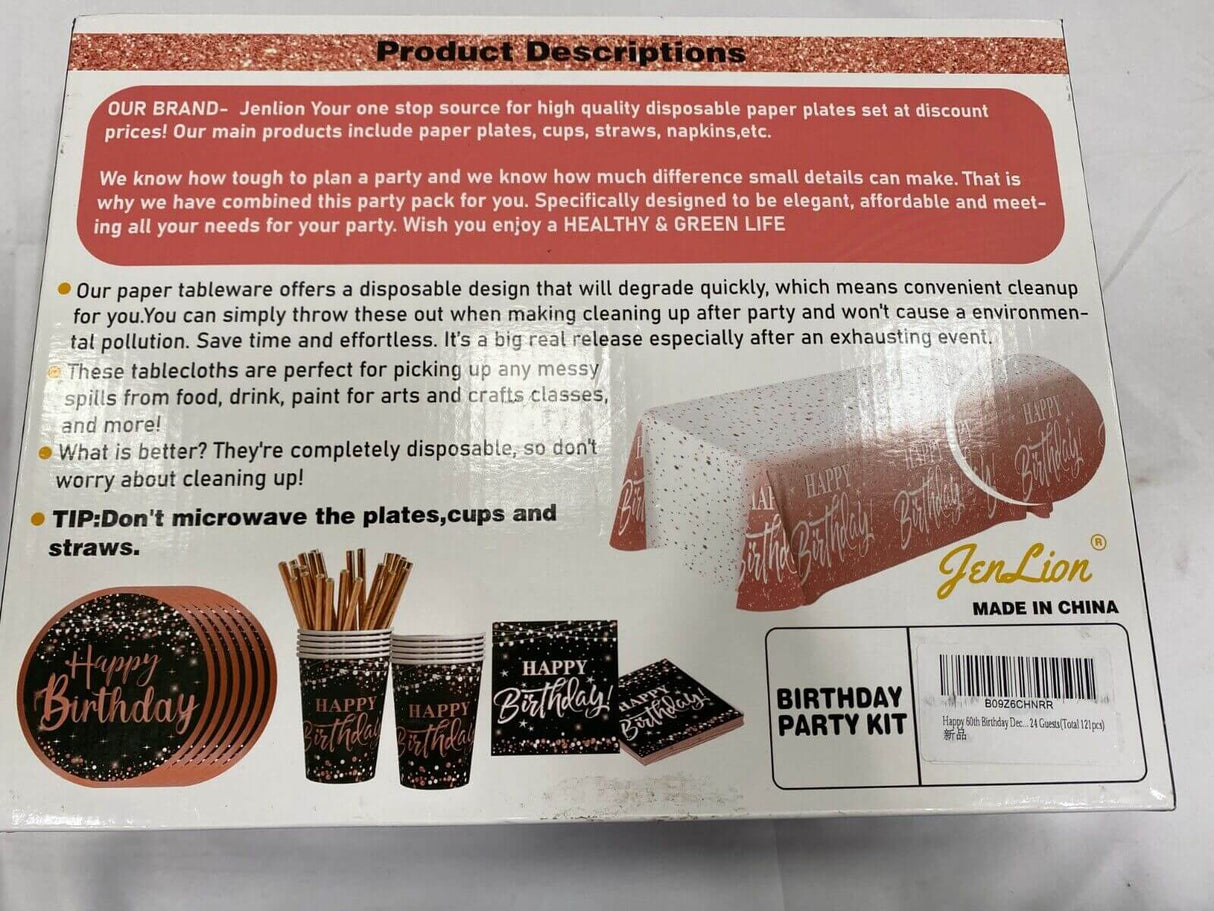 Product Descriptions
OUR BRAND- Jenlion Your one stop source for high quality disposable paper plates set at discount
prices! Our main products include paper plates, cups, straws, napkins,etc.
We know how tough to plan a party and we know how much difference small details can make. That is
why we have combined this party pack for you. Specifically designed to be elegant, affordable and meet-
ing all your needs for your party. Wish you enjoy a HEALTHY & GREEN LIFE
Our paper tableware offers a disposable design that will degrade quickly, which means convenient cleanup
for you.You can simply throw these out when making cleaning up after party and won't cause a environmen-
tal pollution. Save time and effortless. It's a big real release especially after an exhausting event.
These tablecloths are perfect for picking up any messy
spills from food, drink, paint for arts and crafts classes,
and more!
What is better? They're completely disposable, so don't
worry about cleaning up!
TIP:Don't microwave the plates,cups and
straws.
HAPPY
Birthday!
HAPPY
Birthday!
HAPPY
Birthday!
JenLion®
MADE IN CHINA
Happy
Birthday
HAPPY
Birthday
HAPPY
Birthday
HAPPY
Birthday!
HAPPY
Birthday!
BIRTHDAY
PARTY KIT
B09Z6CHNRR
Happy 60th Birthday Dec... 24 Guests(Total 121pcs)
新品